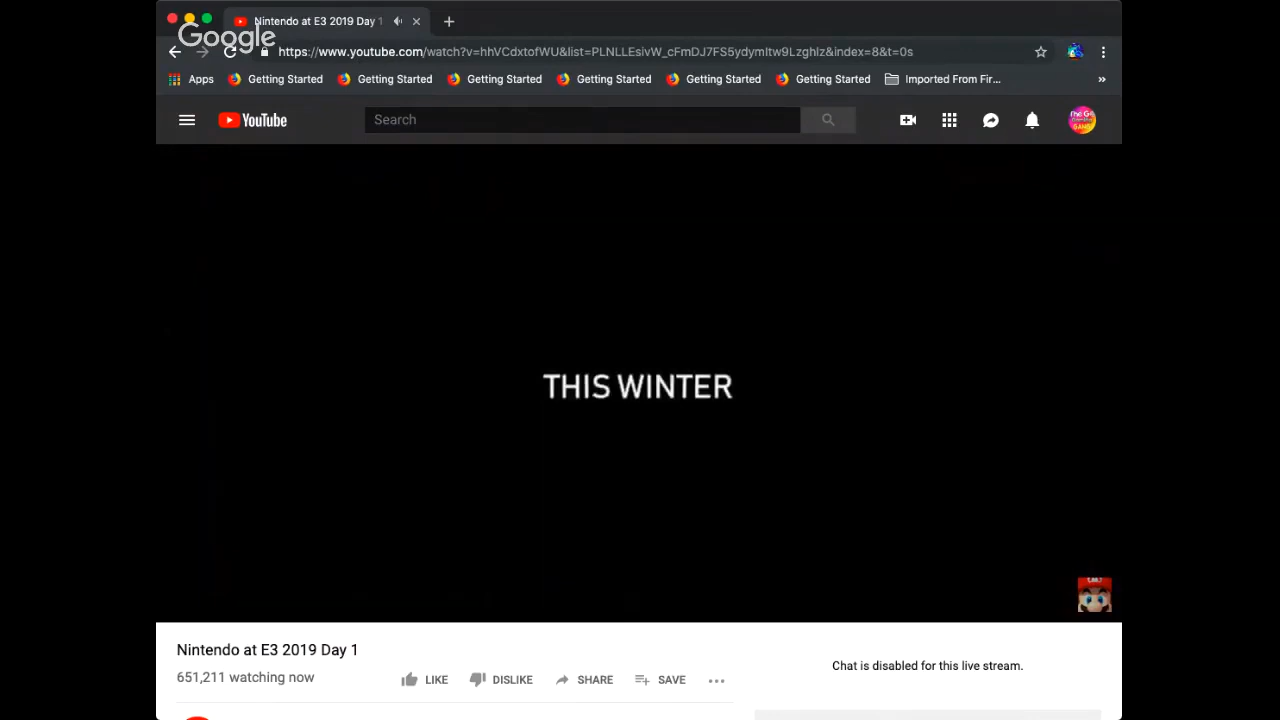 Nintendo at E3 2019 Day 1
Google
https://www.youtube.com/watch?v=hhVCdxtofWU&list=PLNLLEsivW_cFmDJ7FS5ydymItw9Lzghlz&index=8&t=0s
Apps Getting Started Getting Started Getting Started Getting Started Getting Started Getting Started Imported From Fir... »
YouTube Search
THIS WINTER
Nintendo at E3 2019 Day 1
651,211 watching now LIKE DISLIKE SHARE SAVE ...
Chat is disabled for this live stream.